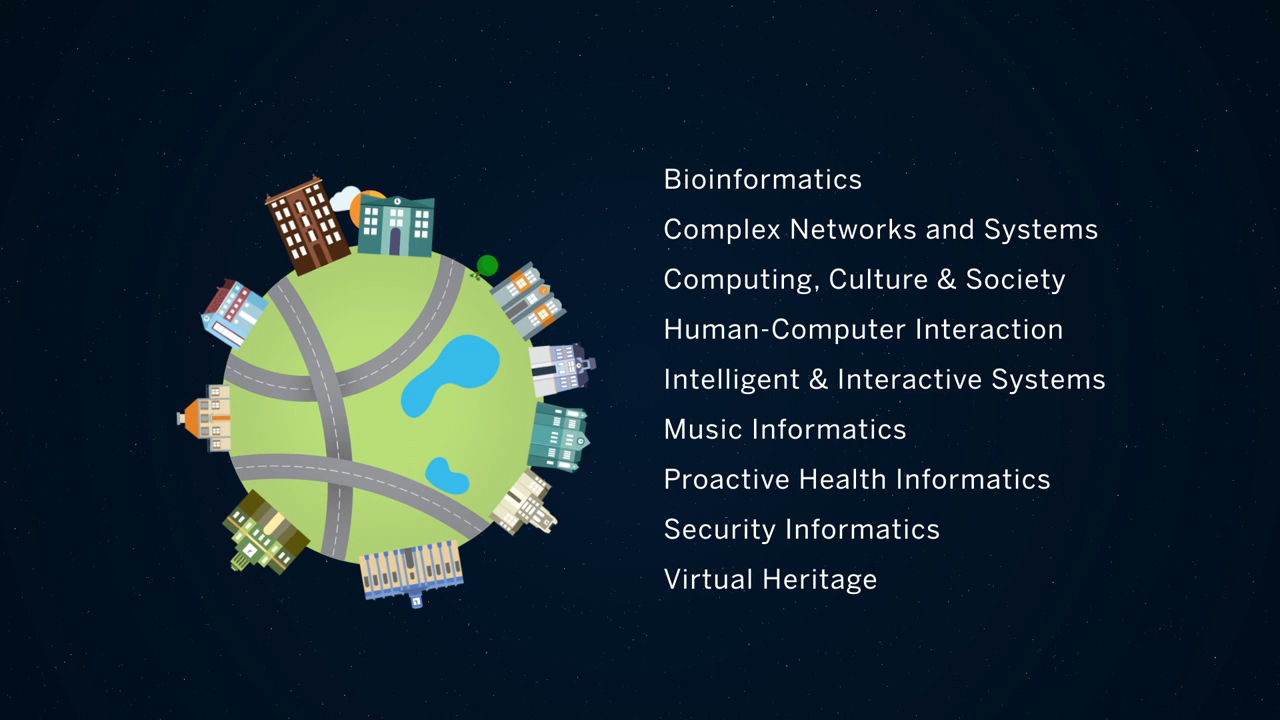 Bioinformatics
Complex Networks and Systems
Computing, Culture & Society
Human-Computer Interaction
Intelligent & Interactive Systems
Music Informatics
Proactive Health Informatics
Security Informatics
Virtual Heritage